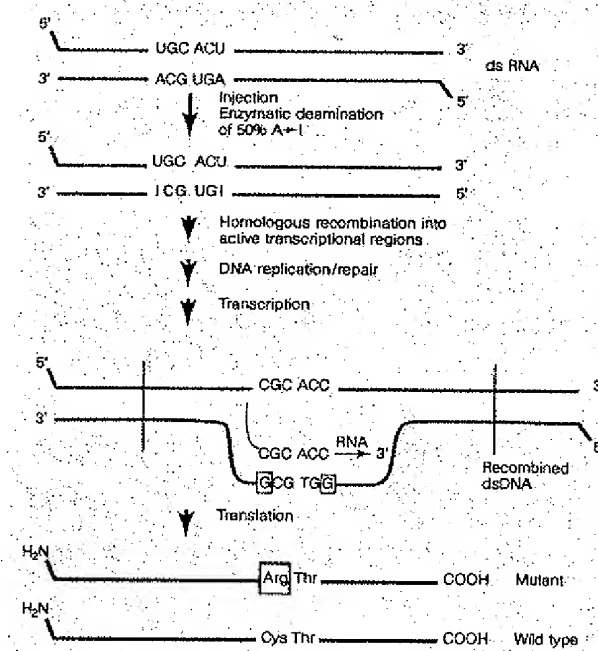 5'
UGC ACU
3'
ds RNA
3'
ACG UGA
5'
Injection
Enzymatic deamination
of 50% A→I
5'
UGC ACU
3'
3'
ICG UGI
5'
Homologous recombination into
active transcriptional regions
DNA replication/repair
Transcription
5'
CGC ACC
3'
3'
CGC ACC
RNA
3'
GCG TGG
Recombined
dsDNA
Translation
H₂N
Arg Thr
COOH
Mutant
H₂N
Cys Thr
COOH
Wild type